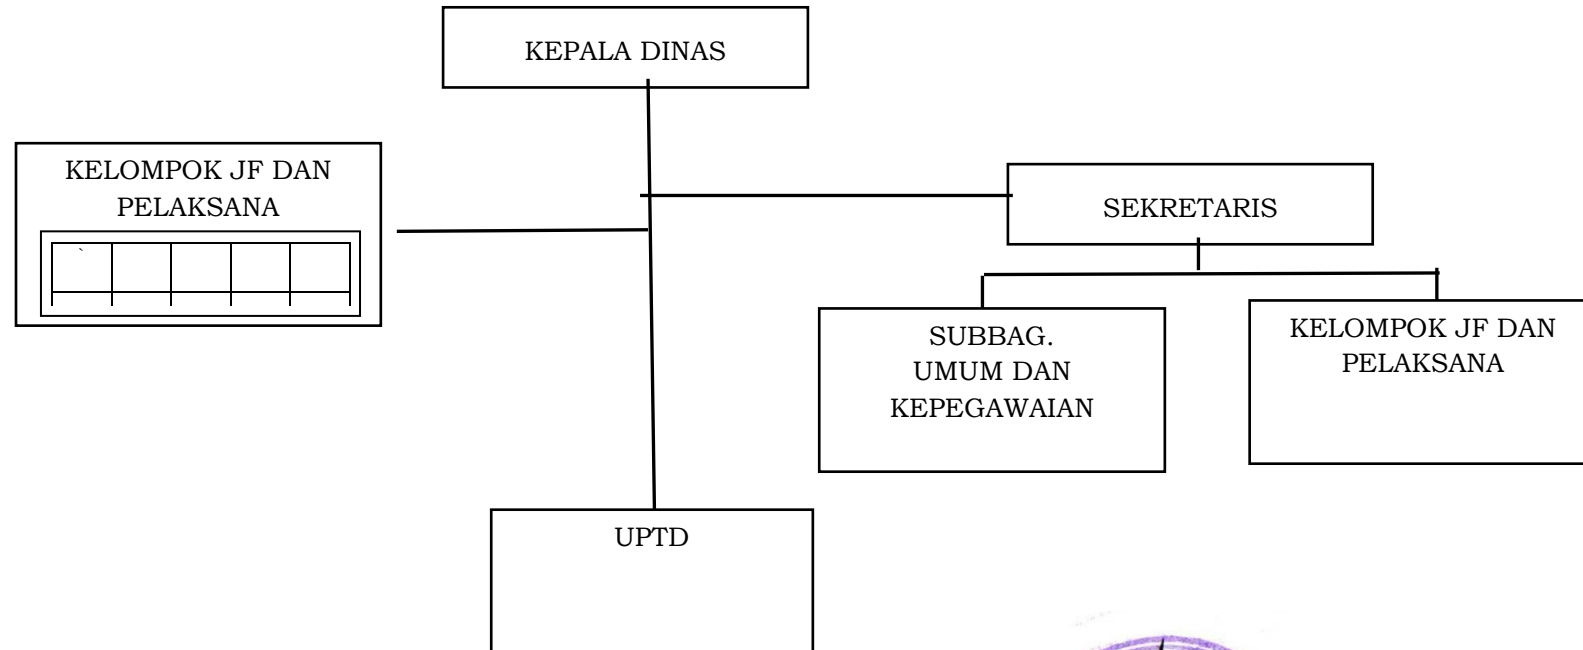 KEPALA DINAS
KELOMPOK JF DAN
PELAKSANA
`
SEKRETARIS
SUBBAG.
UMUM DAN
KEPEGAWAIAN
KELOMPOK JF DAN
PELAKSANA
UPTD